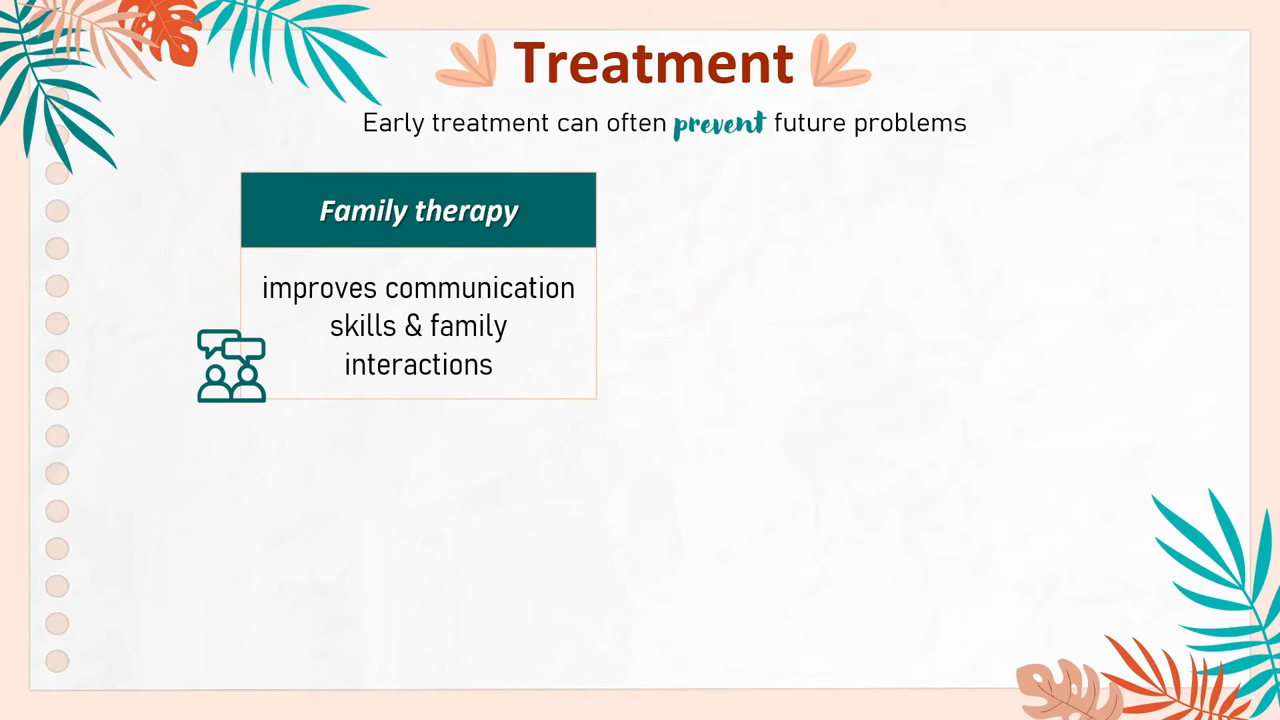 Treatment
Early treatment can often prevent future problems
Family therapy
improves communication
skills & family
interactions